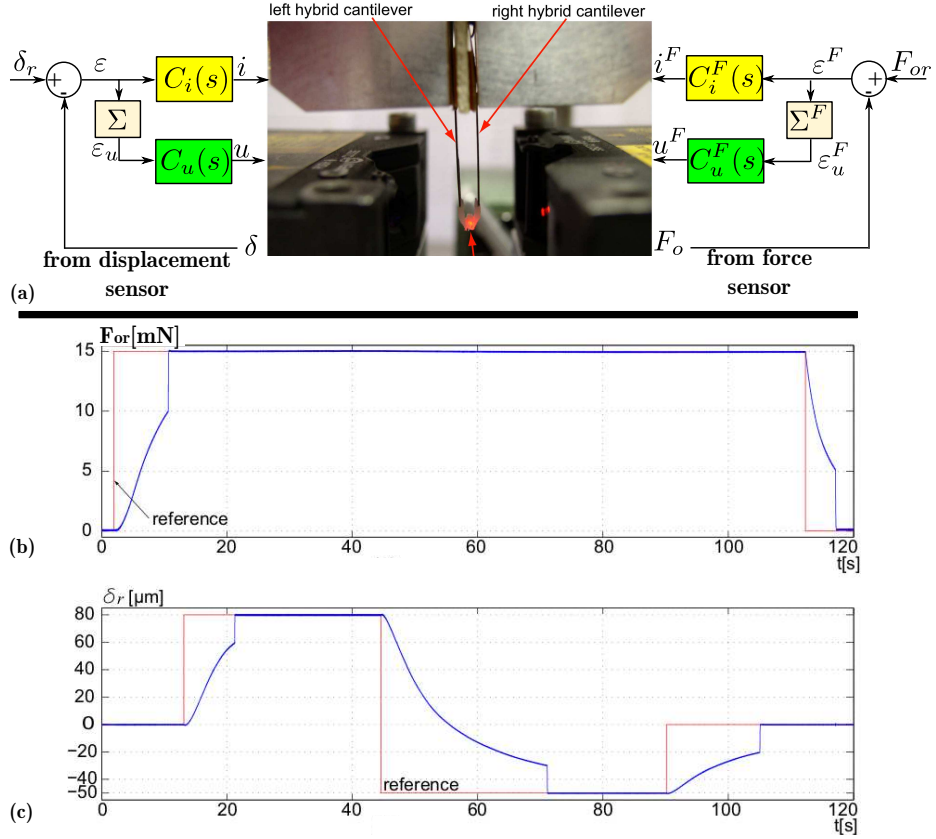 left hybrid cantilever
right hybrid cantilever
δr + - ε Ci(s) i
Σ
εu Cu(s) u
δ
from displacement
sensor
iF CiF(s) εF + - For
ΣF
uF CuF(s) εuF
Fo
from force
sensor
(a)
For[mN]
15
10
5
0
reference
0 20 40 60 80 100 120
t[s]
(b)
δr [µm]
80
60
40
20
0
−20
−50
reference
0 20 40 60 80 100 120
t[s]
(c)